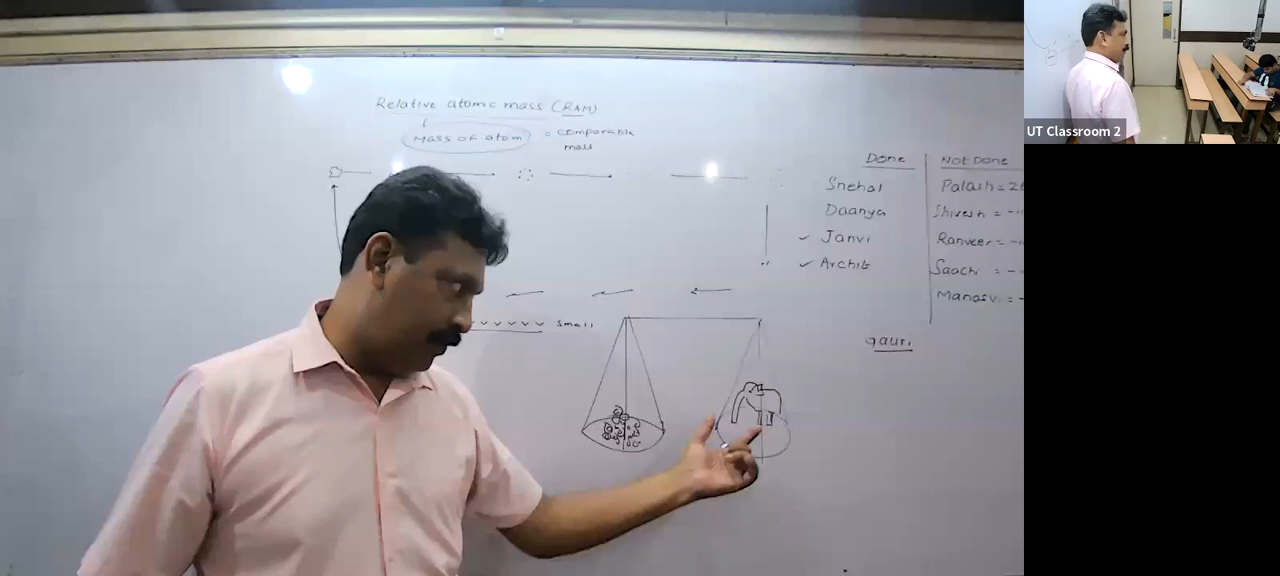 Relative atomic mass (RAM)
Mass of atom = comparable
mass
Done
Snehal
Daanya
✓ Janvi
✓ Archit
Not Done
Palash = 26
Shivesh = -
Ranveer = -
Saachi = -
Manasvi = -
small
gauri
UT Classroom 2